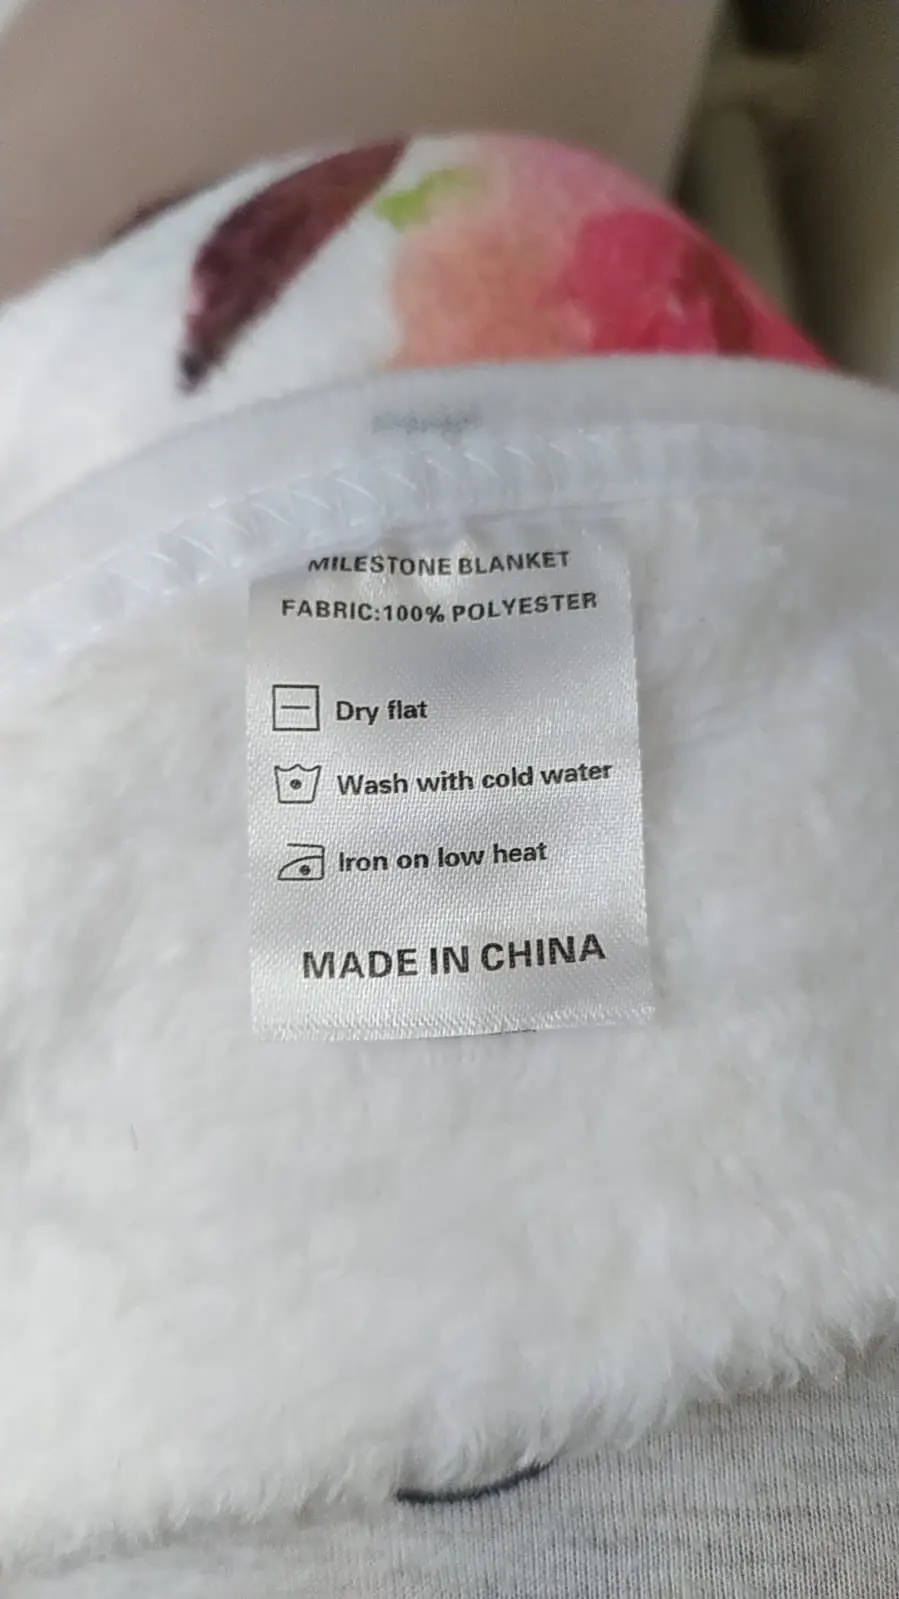 MILESTONE BLANKET
FABRIC:100% POLYESTER
Dry flat
Wash with cold water
Iron on low heat
MADE IN CHINA